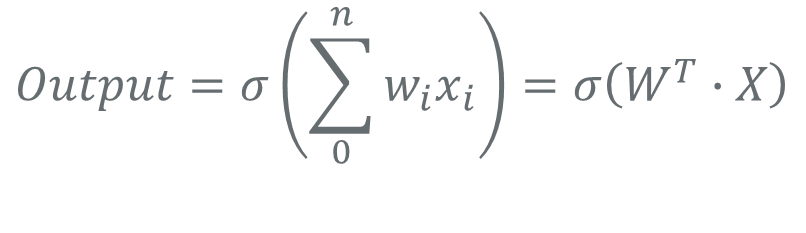 Output = σ(∑₀ⁿ wᵢxᵢ) = σ(Wᵀ · X)